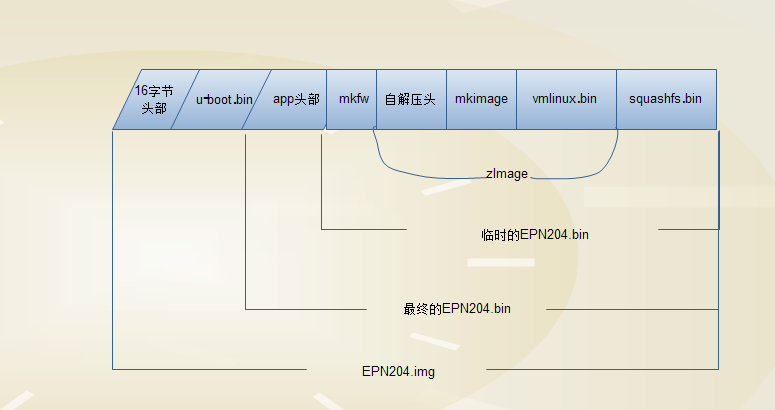 16字节
头部
u-boot.bin
app头部
mkfw
自解压头
mkimage
vmlinux.bin
squashfs.bin
zImage
临时的EPN204.bin
最终的EPN204.bin
EPN204.img